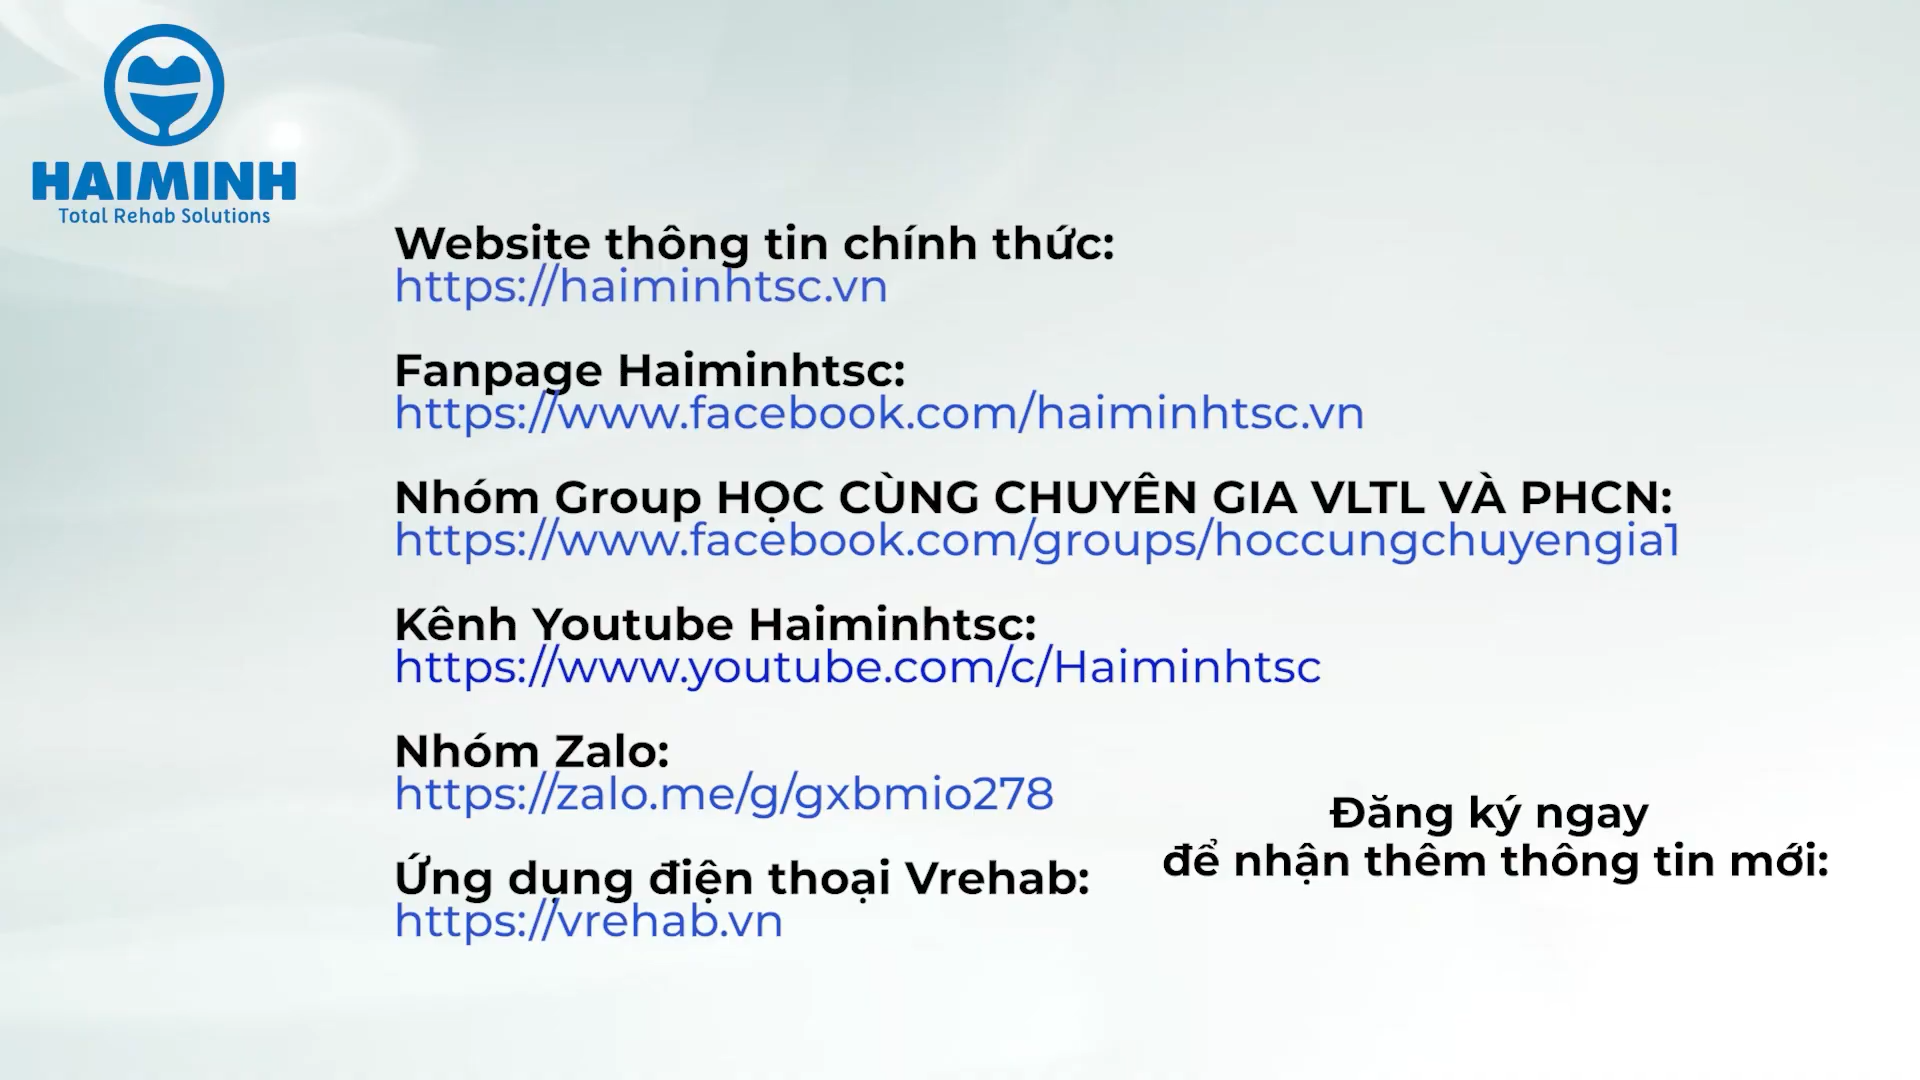 HAIMINH
Total Rehab Solutions
Website thông tin chính thức:
https://haiminhtsc.vn
Fanpage Haiminhtsc:
https://www.facebook.com/haiminhtsc.vn
Nhóm Group HỌC CÙNG CHUYÊN GIA VLTL VÀ PHCN:
https://www.facebook.com/groups/hoccungchuyengia1
Kênh Youtube Haiminhtsc:
https://www.youtube.com/c/Haiminhtsc
Nhóm Zalo:
https://zalo.me/g/gxbmio278
Ứng dụng điện thoại Vrehab:
https://vrehab.vn
Đăng ký ngay
để nhận thêm thông tin mới: